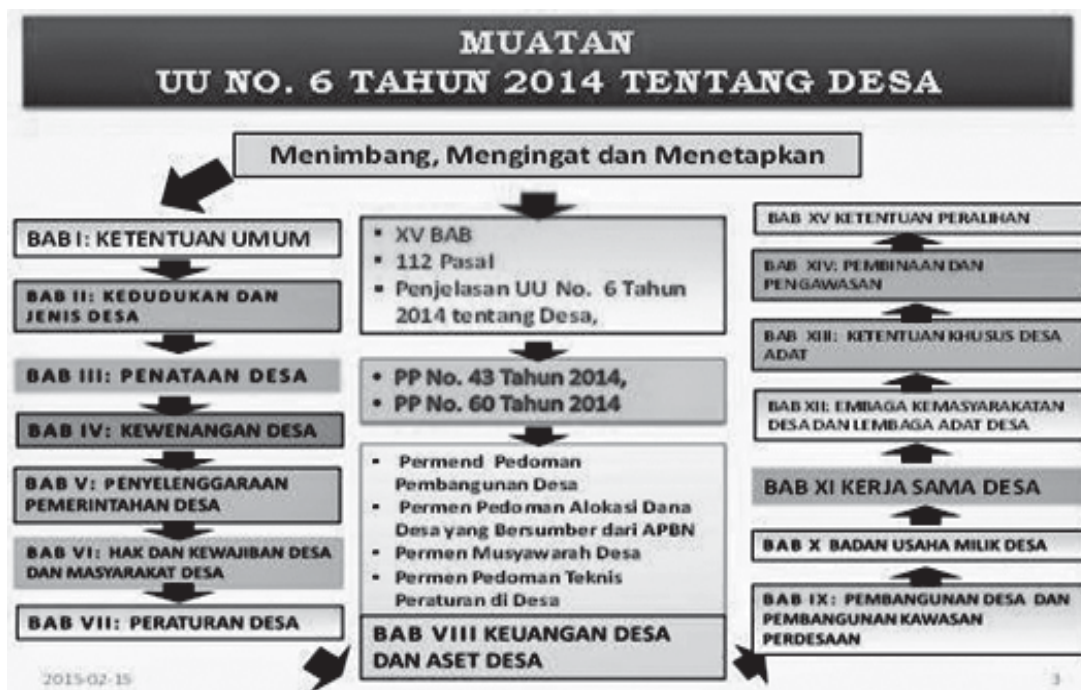 MUATAN
UU NO. 6 TAHUN 2014 TENTANG DESA
Menimbang, Mengingat dan Menetapkan
BAB I: KETENTUAN UMUM
BAB II: KEDUDUKAN DAN
JENIS DESA
BAB III: PENATAAN DESA
BAB IV: KEWENANGAN DESA
BAB V: PENYELENGGARAAN
PEMERINTAHAN DESA
BAB VI: HAK DAN KEWAJIBAN DESA
DAN MASYARAKAT DESA
BAB VII: PERATURAN DESA
▪ XV BAB
▪ 112 Pasal
▪ Penjelasan UU No. 6 Tahun
2014 tentang Desa,
• PP No. 43 Tahun 2014,
• PP No. 60 Tahun 2014
▪ Permend Pedoman
Pembangunan Desa
▪ Permen Pedoman Alokasi Dana
Desa yang Bersumber dari APBN
▪ Permen Musyawarah Desa
▪ Permen Pedoman Teknis
Peraturan di Desa
BAB VIII KEUANGAN DESA
DAN ASET DESA
BAB XV KETENTUAN PERALIHAN
BAB XIV: PEMBINAAN DAN
PENGAWASAN
BAB XIII: KETENTUAN KHUSUS DESA
ADAT
BAB XII: EMBAGA KEMASYARAKATAN
DESA DAN LEMBAGA ADAT DESA
BAB XI KERJA SAMA DESA
BAB X BADAN USAHA MILIK DESA
BAB IX: PEMBANGUNAN DESA DAN
PEMBANGUNAN KAWASAN
PERDESAAN
2015-02-15
3